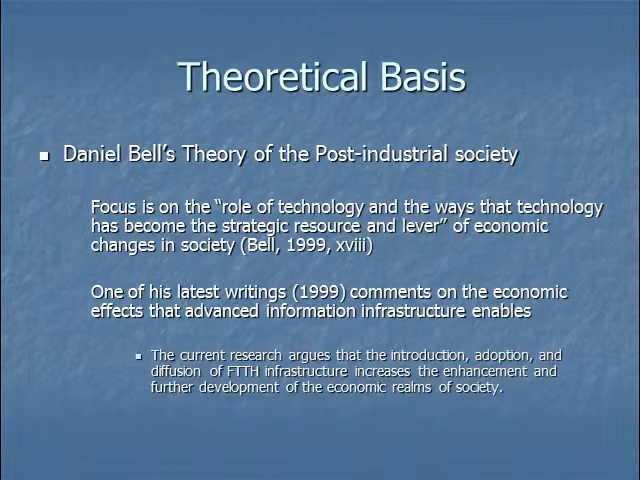 Theoretical Basis
Daniel Bell's Theory of the Post-industrial society
Focus is on the “role of technology and the ways that technology
has become the strategic resource and lever” of economic
changes in society (Bell, 1999, xviii)
One of his latest writings (1999) comments on the economic
effects that advanced information infrastructure enables
The current research argues that the introduction, adoption, and
diffusion of FTTH infrastructure increases the enhancement and
further development of the economic realms of society.